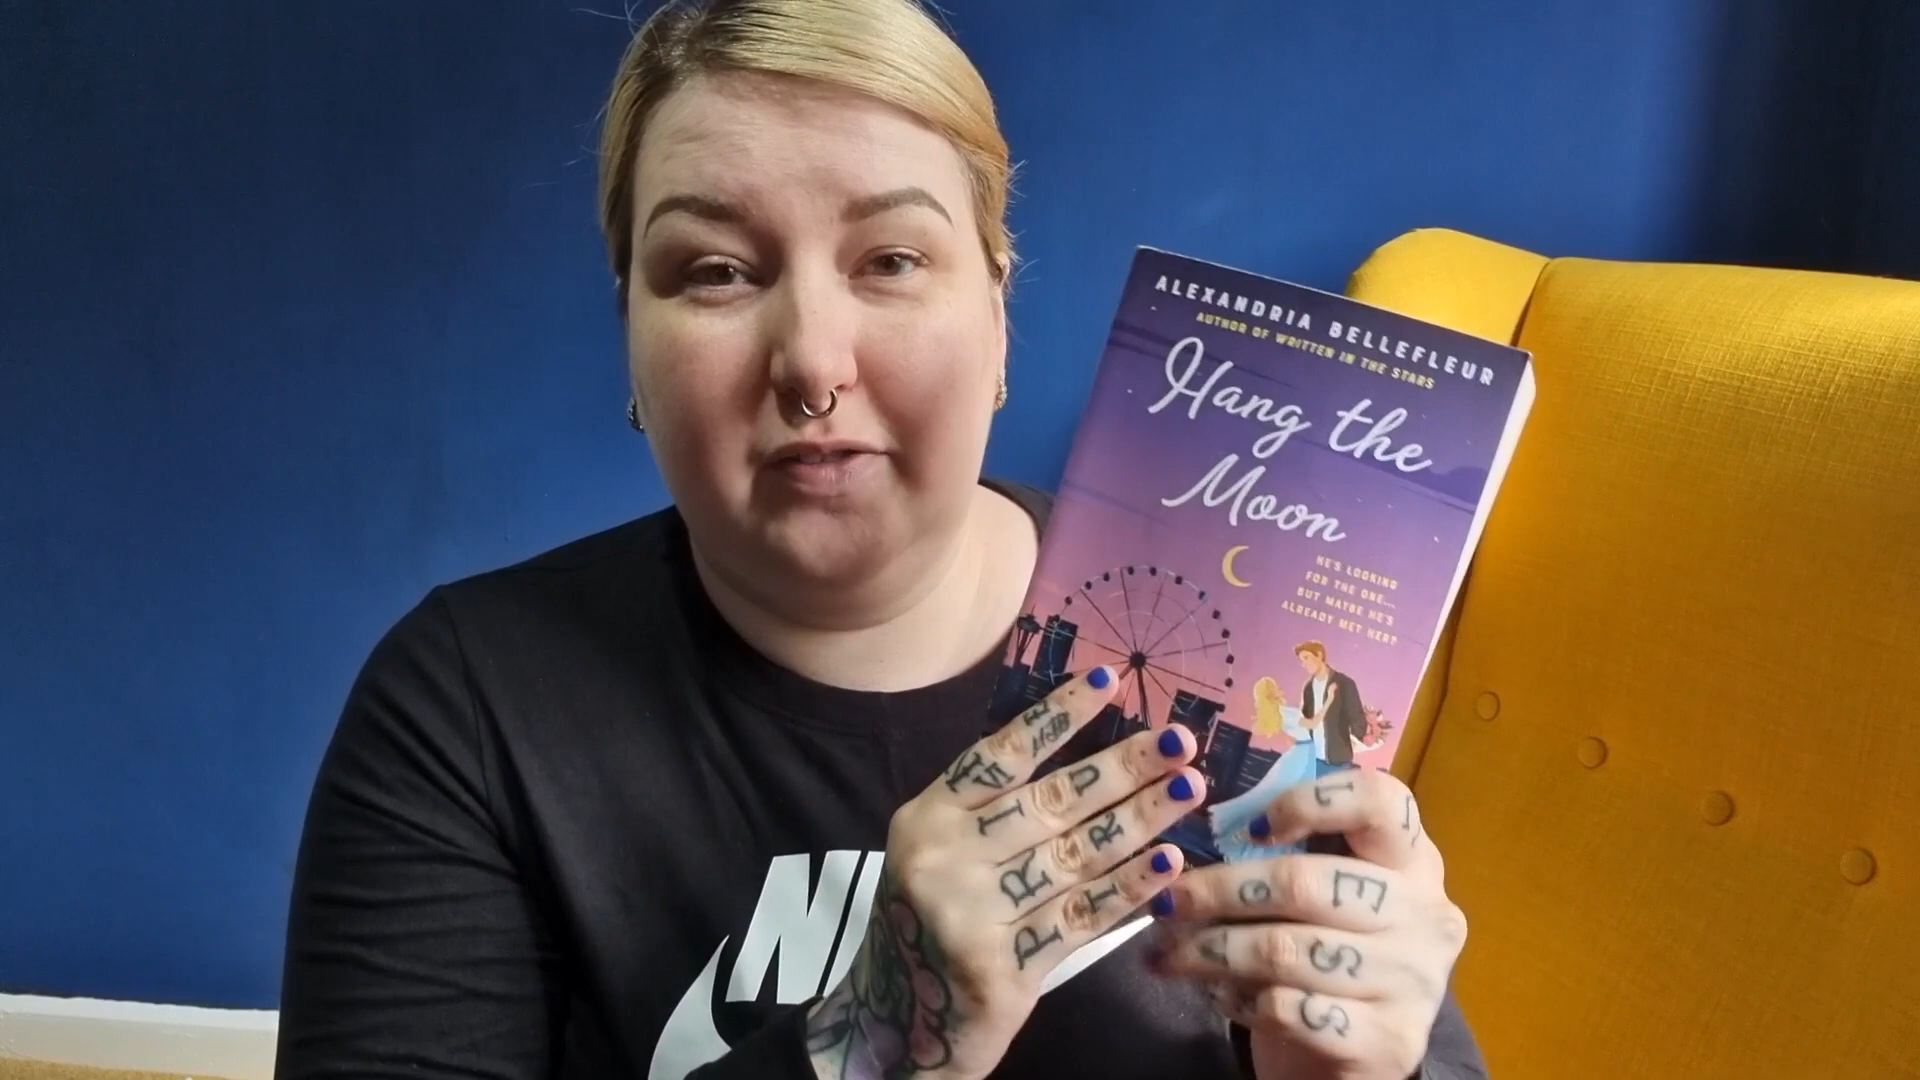 ALEXANDRIA BELLEFLEUR
AUTHOR OF WRITTEN IN THE STARS
Hang the
Moon
HE'S LOOKING
FOR THE ONE...
BUT MAYBE HE'S
ALREADY MET HER?
NI
P R I
T R U E
E
S
S